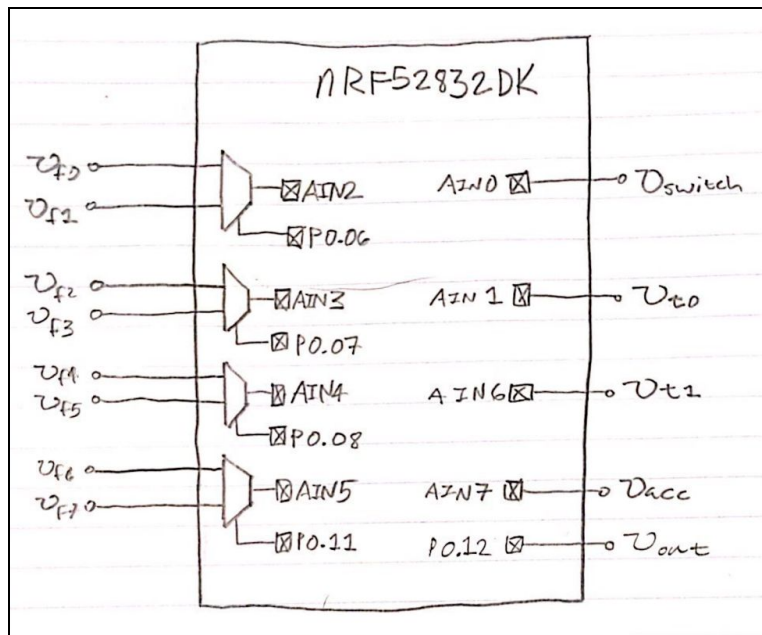 nRF52832DK
Vf0
Vf1
AIN2
P0.06
Vf2
Vf3
AIN3
P0.07
Vf4
Vf5
AIN4
P0.08
Vf6
Vf7
AIN5
P0.11
AIN0 Vswitch
AIN1 Vt0
AIN6 Vt1
AIN7 Vacc
P0.12 Vout